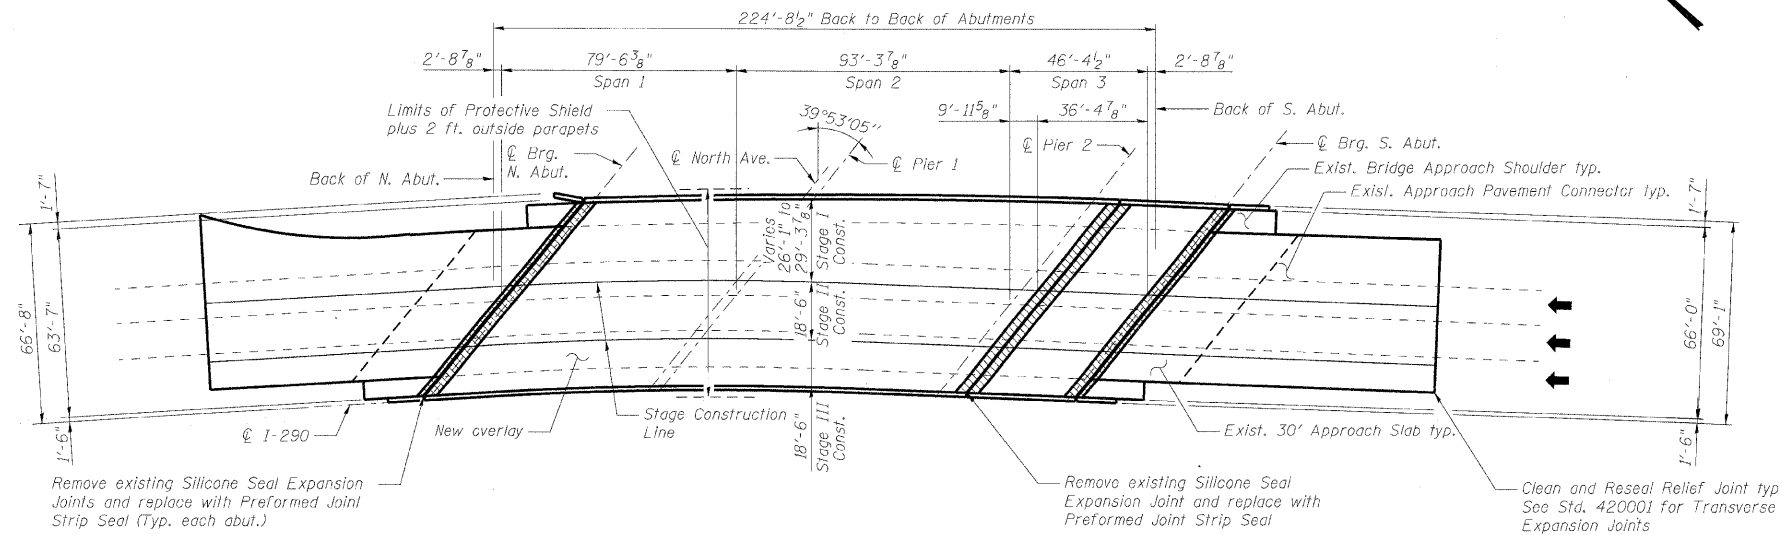 224'-8½" Back to Back of Abutments
2'-8⅞"
79'-6⅜"
93'-3⅞"
46'-4½"
2'-8⅞"
Span 1
Span 2
Span 3
Limits of Protective Shield
plus 2 ft. outside parapets
39°53'05"
9'-11⅝"
36'-4⅞"
Back of S. Abut.
℄ Brg.
N. Abut.
℄ North Ave.
℄ Pier 1
℄ Pier 2
℄ Brg. S. Abut.
Back of N. Abut.
Exist. Bridge Approach Shoulder typ.
Exist. Approach Pavement Connector typ.
1'-7"
1'-7"
Varies
26'-1" to
29'-3⅞"
Stage I
Const.
18'-6"
Stage II
Const.
66'-8"
63'-7"
66'-0"
69'-1"
1'-6"
℄ I-290
New overlay
Stage Construction
Line
18'-6"
Stage III
Const.
Exist. 30' Approach Slab typ.
1'-6"
Remove existing Silicone Seal Expansion
Joints and replace with Preformed Joint
Strip Seal (Typ. each abut.)
Remove existing Silicone Seal
Expansion Joint and replace with
Preformed Joint Strip Seal
Clean and Reseal Relief Joint typ
See Std. 420001 for Transverse
Expansion Joints